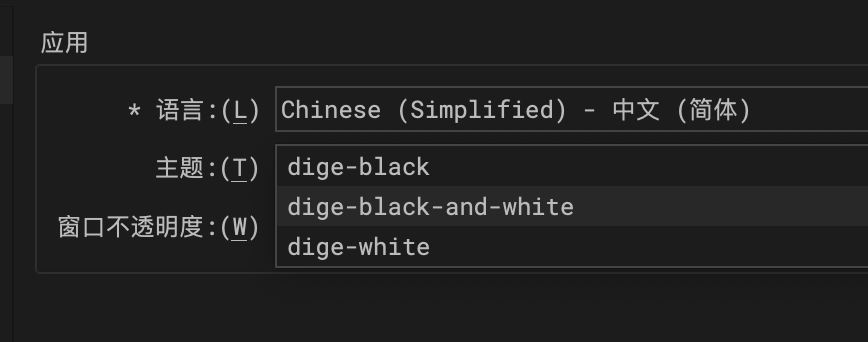 应用
* 语言:(L) Chinese (Simplified) - 中文 (简体)
主题:(T) dige-black
dige-black-and-white
窗口不透明度:(W)
dige-white